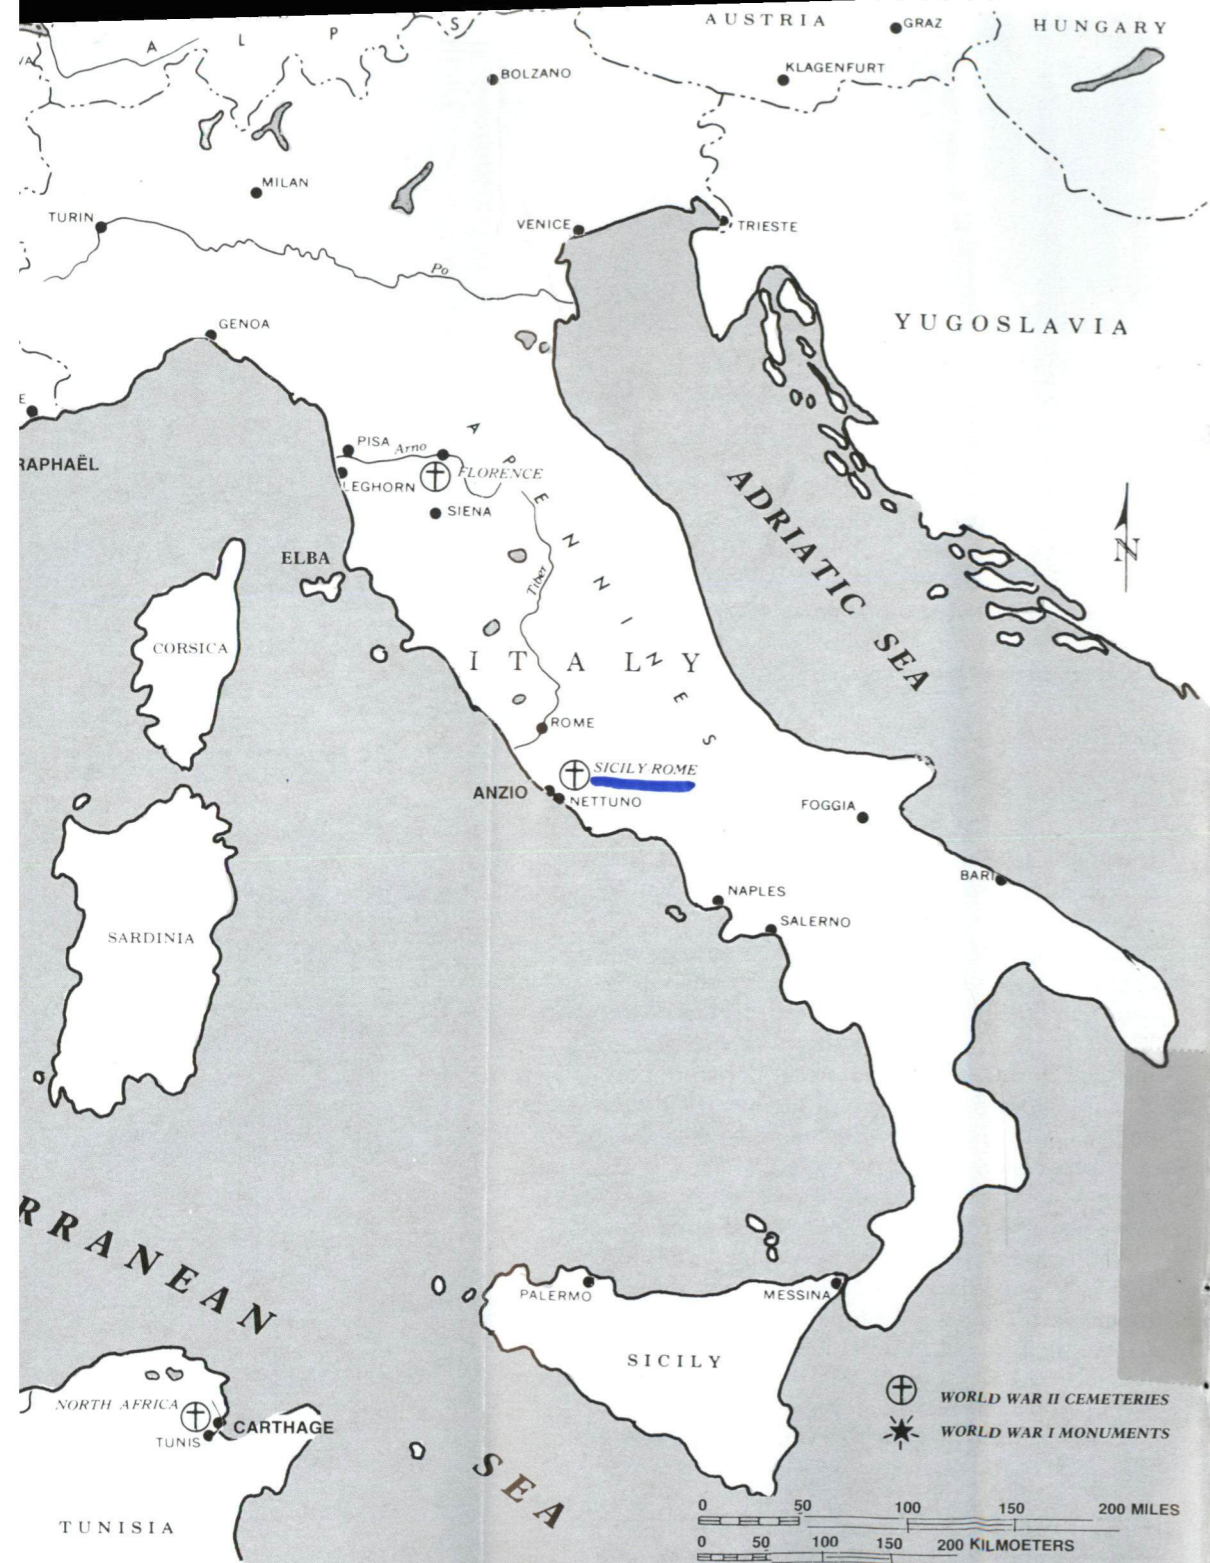 AUSTRIA
GRAZ
HUNGARY
A L P S
BOLZANO
KLAGENFURT
MILAN
TURIN
VENICE
TRIESTE
Po
GENOA
YUGOSLAVIA
E
PISA
Arno
RAPHAËL
FLORENCE
LEGHORN
SIENA
APENNINES
ADRIATIC SEA
N
ELBA
Tiber
CORSICA
ITALY
ROME
SICILY ROME
ANZIO
NETTUNO
FOGGIA
BARI
NAPLES
SALERNO
SARDINIA
RRANEAN
SEA
PALERMO
MESSINA
SICILY
NORTH AFRICA
CARTHAGE
TUNIS
TUNISIA
WORLD WAR II CEMETERIES
WORLD WAR I MONUMENTS
0 50 100 150 200 MILES
0 50 100 150 200 KILMOETERS